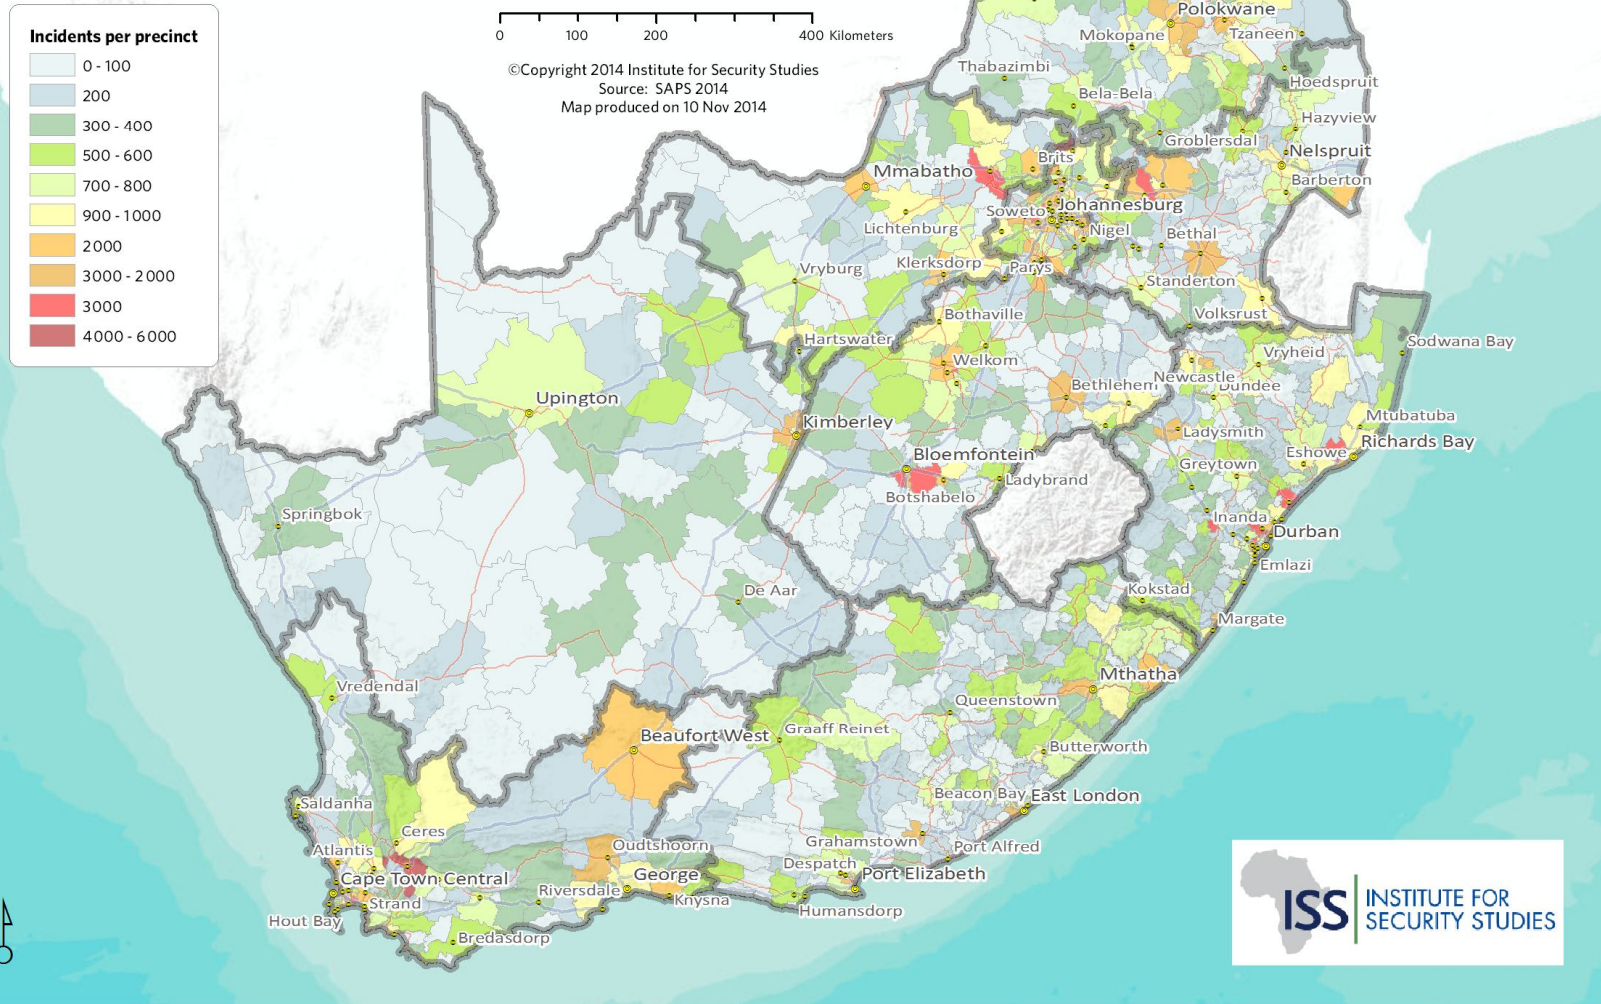 Incidents per precinct
0 - 100
200
300 - 400
500 - 600
700 - 800
900 - 1000
2000
3000 - 2000
3000
4000 - 6000
0 100 200 400 Kilometers
©Copyright 2014 Institute for Security Studies
Source: SAPS 2014
Map produced on 10 Nov 2014
Polokwane
Mokopane
Tzaneen
Thabazimbi
Hoedspruit
Bela-Bela
Hazyview
Groblersdal
Brits
Nelspruit
Mmabatho
Barberton
Soweto
Johannesburg
Lichtenburg
Nigel
Bethal
Klerksdorp
Parys
Vryburg
Standerton
Bothaville
Volksrust
Hartswater
Sodwana Bay
Welkom
Vryheid
Newcastle
Bethlehem
Dundee
Upington
Mtubatuba
Kimberley
Ladysmith
Richards Bay
Eshowe
Bloemfontein
Greytown
Ladybrand
Botshabelo
Springbok
Inanda
Durban
Emlazi
De Aar
Kokstad
Margate
Mthatha
Vredendal
Queenstown
Graaff Reinet
Beaufort West
Butterworth
Beacon Bay
East London
Saldanha
Ceres
Grahamstown
Oudtshoorn
Port Alfred
Atlantis
Despatch
Cape Town Central
George
Port Elizabeth
Riversdale
Knysna
Strand
Humansdorp
Hout Bay
Bredasdorp
ISS
INSTITUTE FOR
SECURITY STUDIES